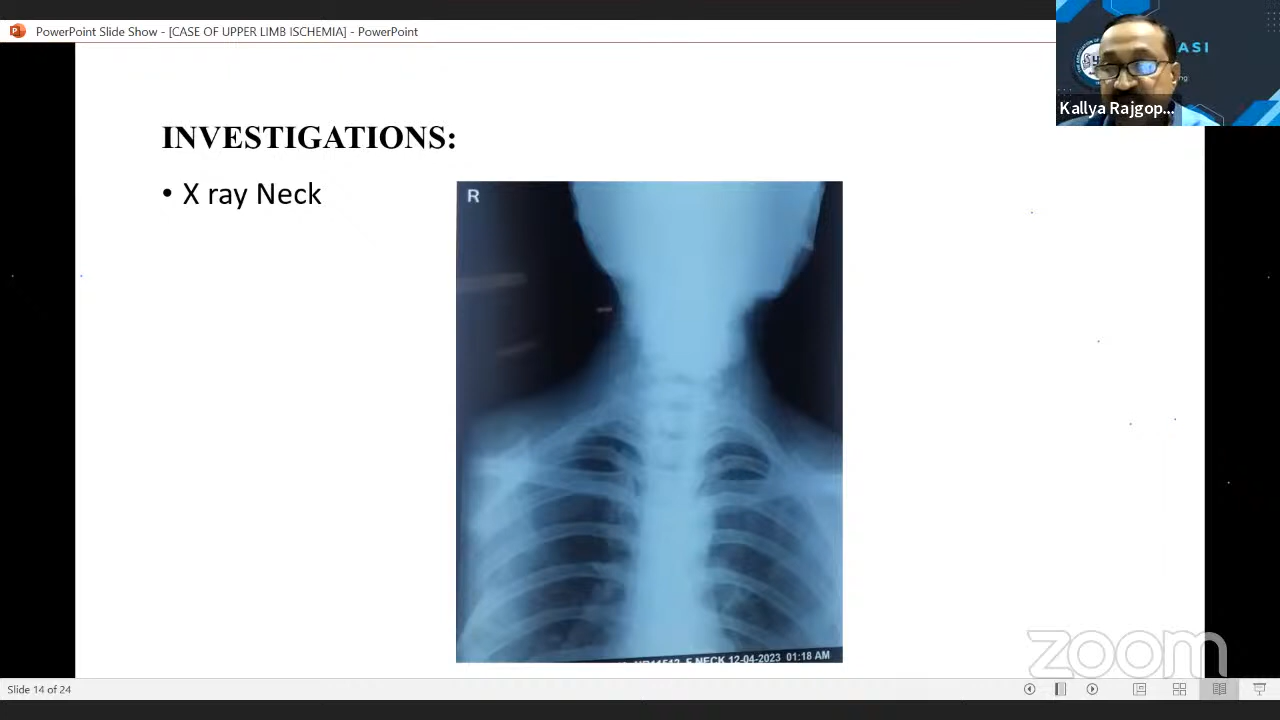 PowerPoint Slide Show - [CASE OF UPPER LIMB ISCHEMIA] - PowerPoint
ASI
Kallya Rajgop...
INVESTIGATIONS:
• X ray Neck
R
NECK 12-04-2023 01:18 AM
zoom
Slide 14 of 24